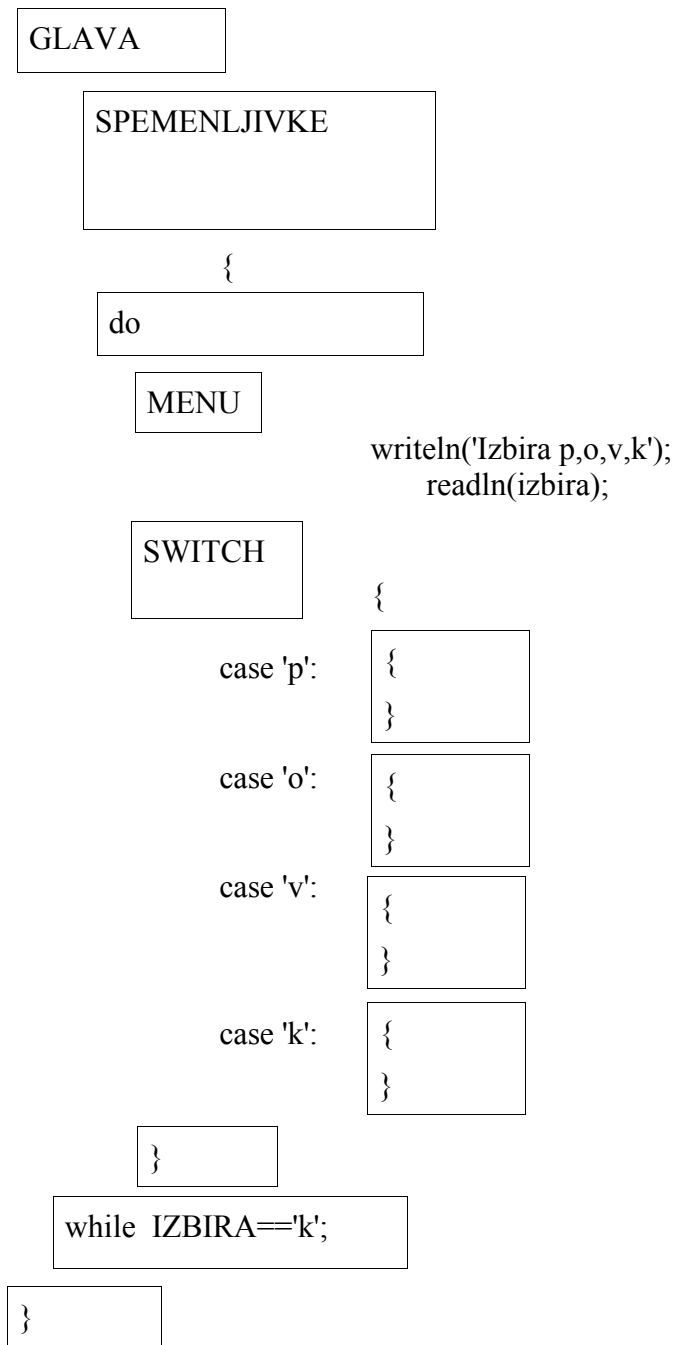 GLAVA
SPEMENLJIVKE
{
do
MENU
writeln('Izbira p,o,v,k');
readln(izbira);
SWITCH
{
case 'p':
{
}
case 'o':
{
}
case 'v':
{
}
case 'k':
{
}
}
while IZBIRA=='k';
}